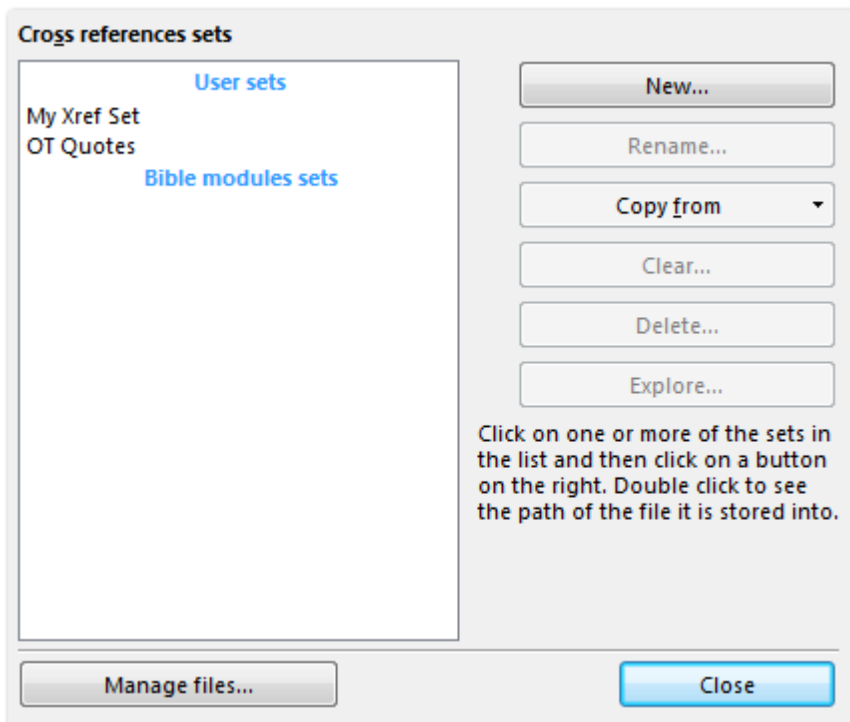 Cross references sets
User sets
My Xref Set
OT Quotes
Bible modules sets
New...
Rename...
Copy from
Clear...
Delete...
Explore...
Click on one or more of the sets in
the list and then click on a button
on the right. Double click to see
the path of the file it is stored into.
Manage files...
Close